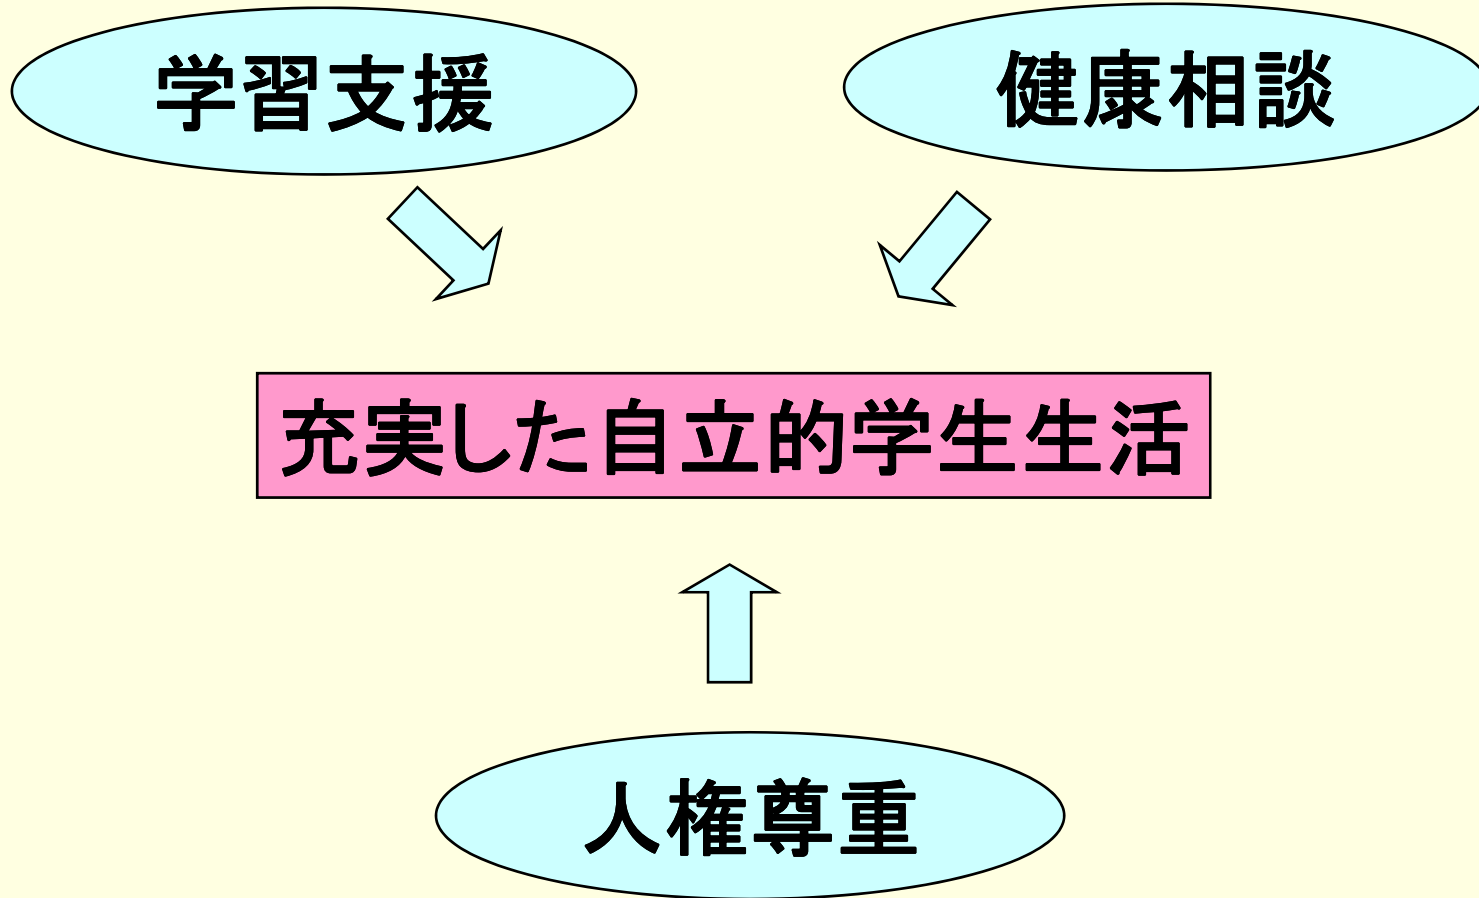 学習支援
健康相談
充実した自立的学生生活
人権尊重